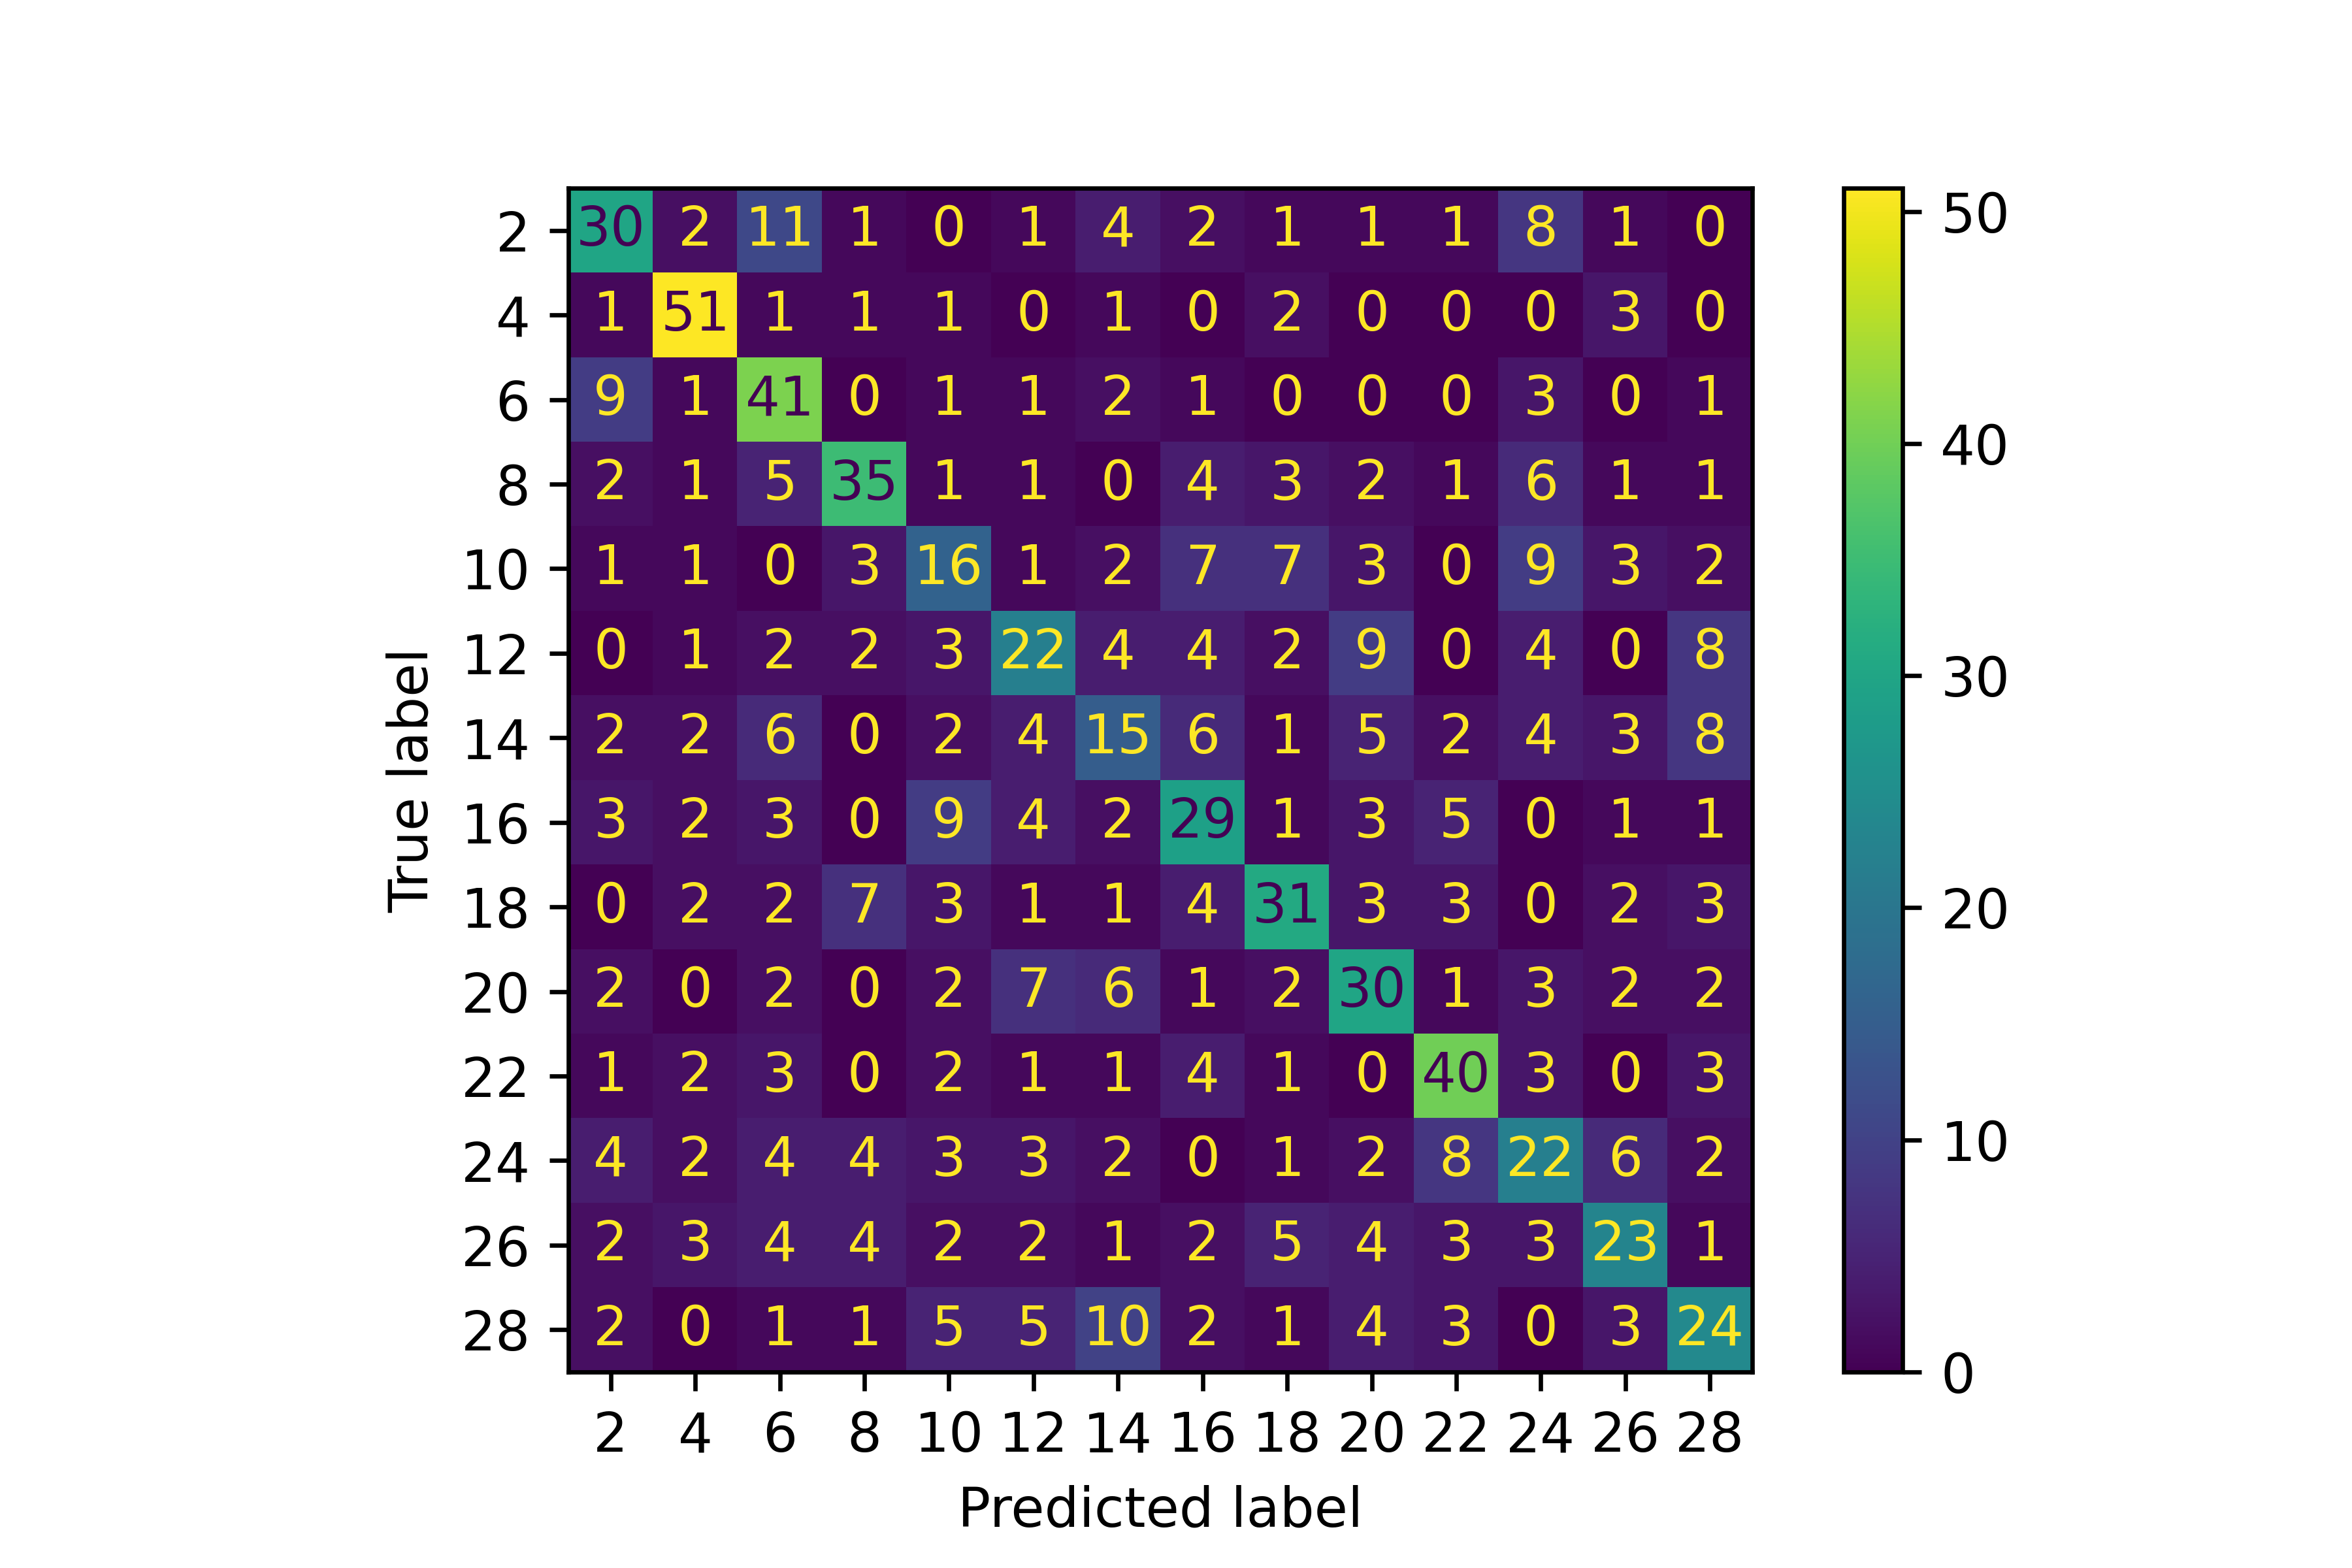 2 30 2 11 1 0 1 4 2 1 1 1 8 1 0
4 1 51 1 1 1 0 1 0 2 0 0 0 3 0
6 9 1 41 0 1 1 2 1 0 0 0 3 0 1
8 2 1 5 35 1 1 0 4 3 2 1 6 1 1
10 1 1 0 3 16 1 2 7 7 3 0 9 3 2
12 0 1 2 2 3 22 4 4 2 9 0 4 0 8
14 2 2 6 0 2 4 15 6 1 5 2 4 3 8
16 3 2 3 0 9 4 2 29 1 3 5 0 1 1
18 0 2 2 7 3 1 1 4 31 3 3 0 2 3
20 2 0 2 0 2 7 6 1 2 30 1 3 2 2
22 1 2 3 0 2 1 1 4 1 0 40 3 0 3
24 4 2 4 4 3 3 2 0 1 2 8 22 6 2
26 2 3 4 4 2 2 1 2 5 4 3 3 23 1
28 2 0 1 1 5 5 10 2 1 4 3 0 3 24
2 4 6 8 10 12 14 16 18 20 22 24 26 28
Predicted label
True label
50
40
30
20
10
0